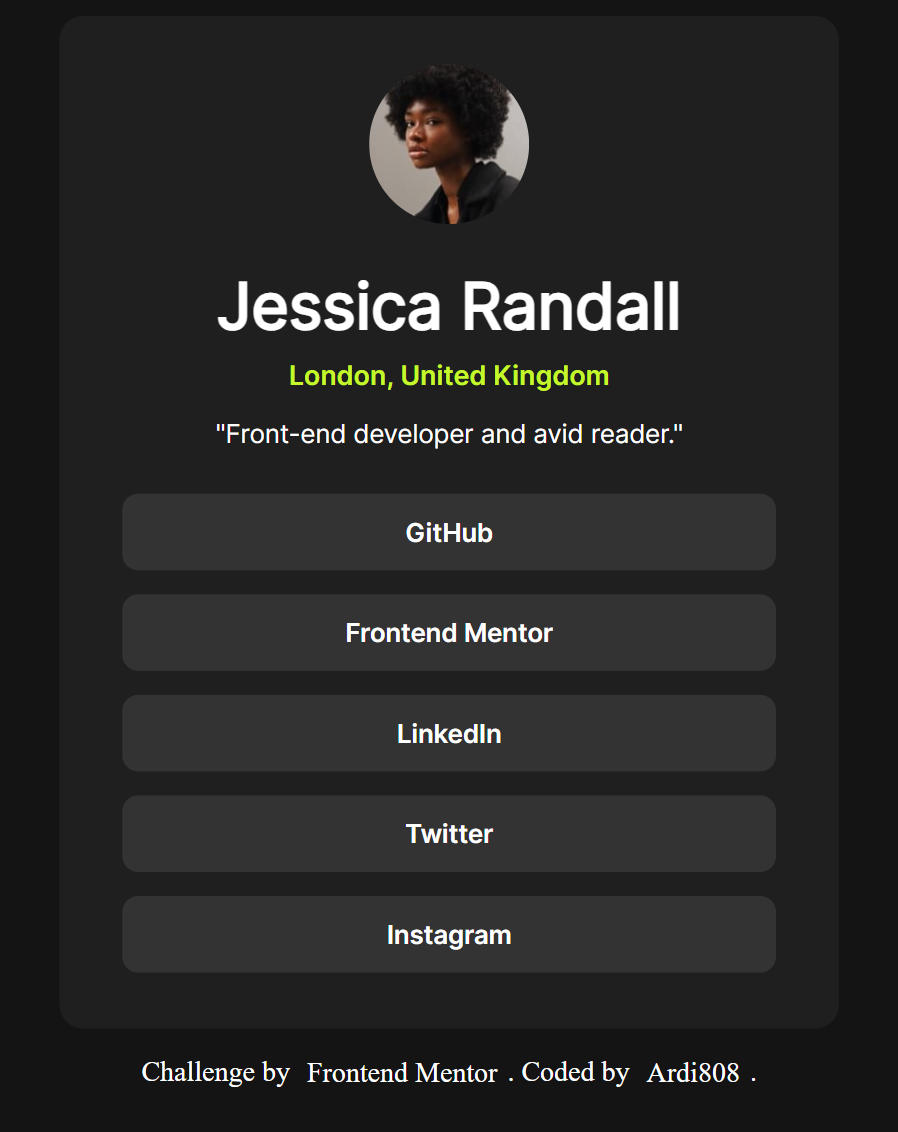 Jessica Randall
London, United Kingdom
"Front-end developer and avid reader."
GitHub
Frontend Mentor
LinkedIn
Twitter
Instagram
Challenge by Frontend Mentor . Coded by Ardi808 .